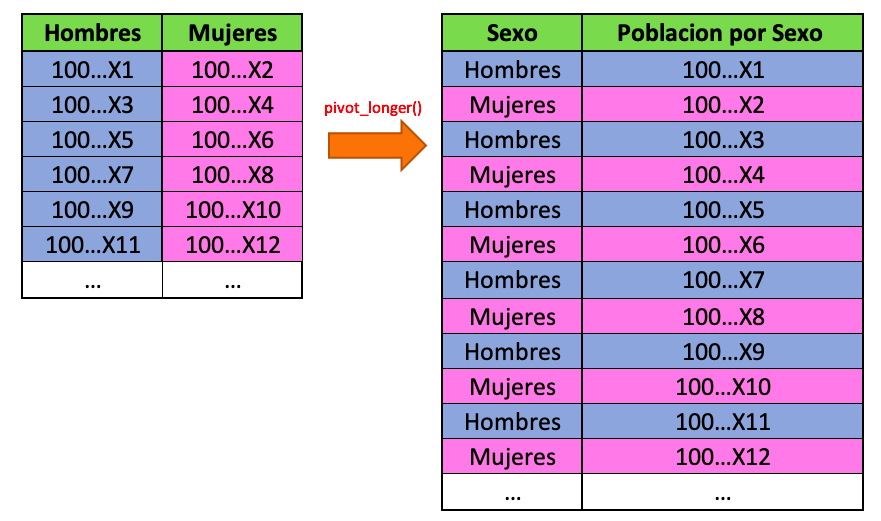 Hombres Mujeres
100...X1 100...X2
100...X3 100...X4
100...X5 100...X6
100...X7 100...X8
100...X9 100...X10
100...X11 100...X12
... ...
pivot_longer()
Sexo Poblacion por Sexo
Hombres 100...X1
Mujeres 100...X2
Hombres 100...X3
Mujeres 100...X4
Hombres 100...X5
Mujeres 100...X6
Hombres 100...X7
Mujeres 100...X8
Hombres 100...X9
Mujeres 100...X10
Hombres 100...X11
Mujeres 100...X12
... ...